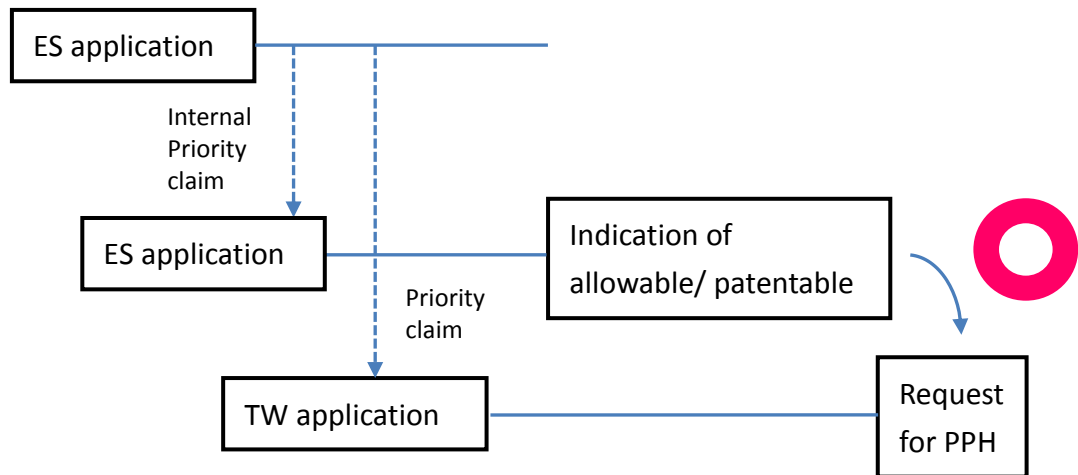 ES application
Internal
Priority
claim
ES application
Indication of
allowable/ patentable
Priority
claim
TW application
Request
for PPH